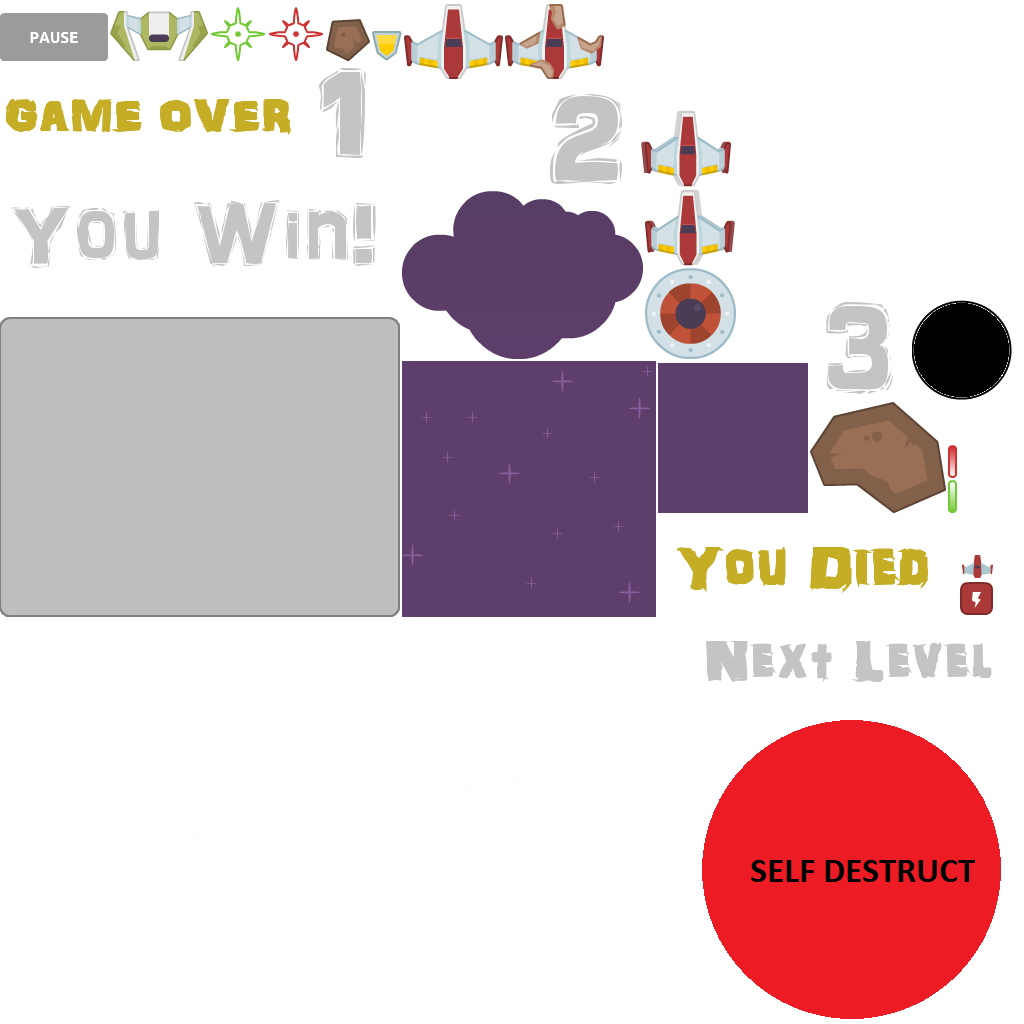 PAUSE
GAME OVER
1
2
You Win!
3
You Died
Next Level
SELF DESTRUCT